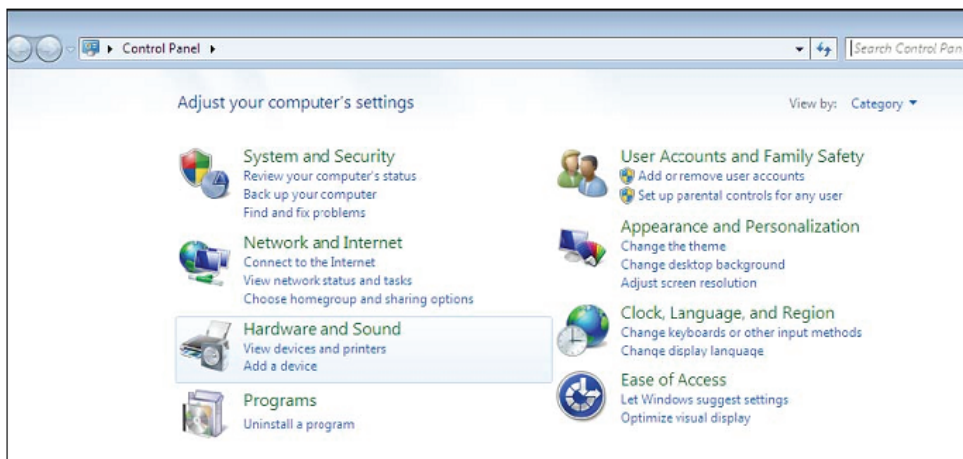 Control Panel
Search Control Pan
Adjust your computer's settings
View by: Category
System and Security
Review your computer's status
Back up your computer
Find and fix problems
Network and Internet
Connect to the Internet
View network status and tasks
Choose homegroup and sharing options
Hardware and Sound
View devices and printers
Add a device
Programs
Uninstall a program
User Accounts and Family Safety
Add or remove user accounts
Set up parental controls for any user
Appearance and Personalization
Change the theme
Change desktop background
Adjust screen resolution
Clock, Language, and Region
Change keyboards or other input methods
Change display language
Ease of Access
Let Windows suggest settings
Optimize visual display